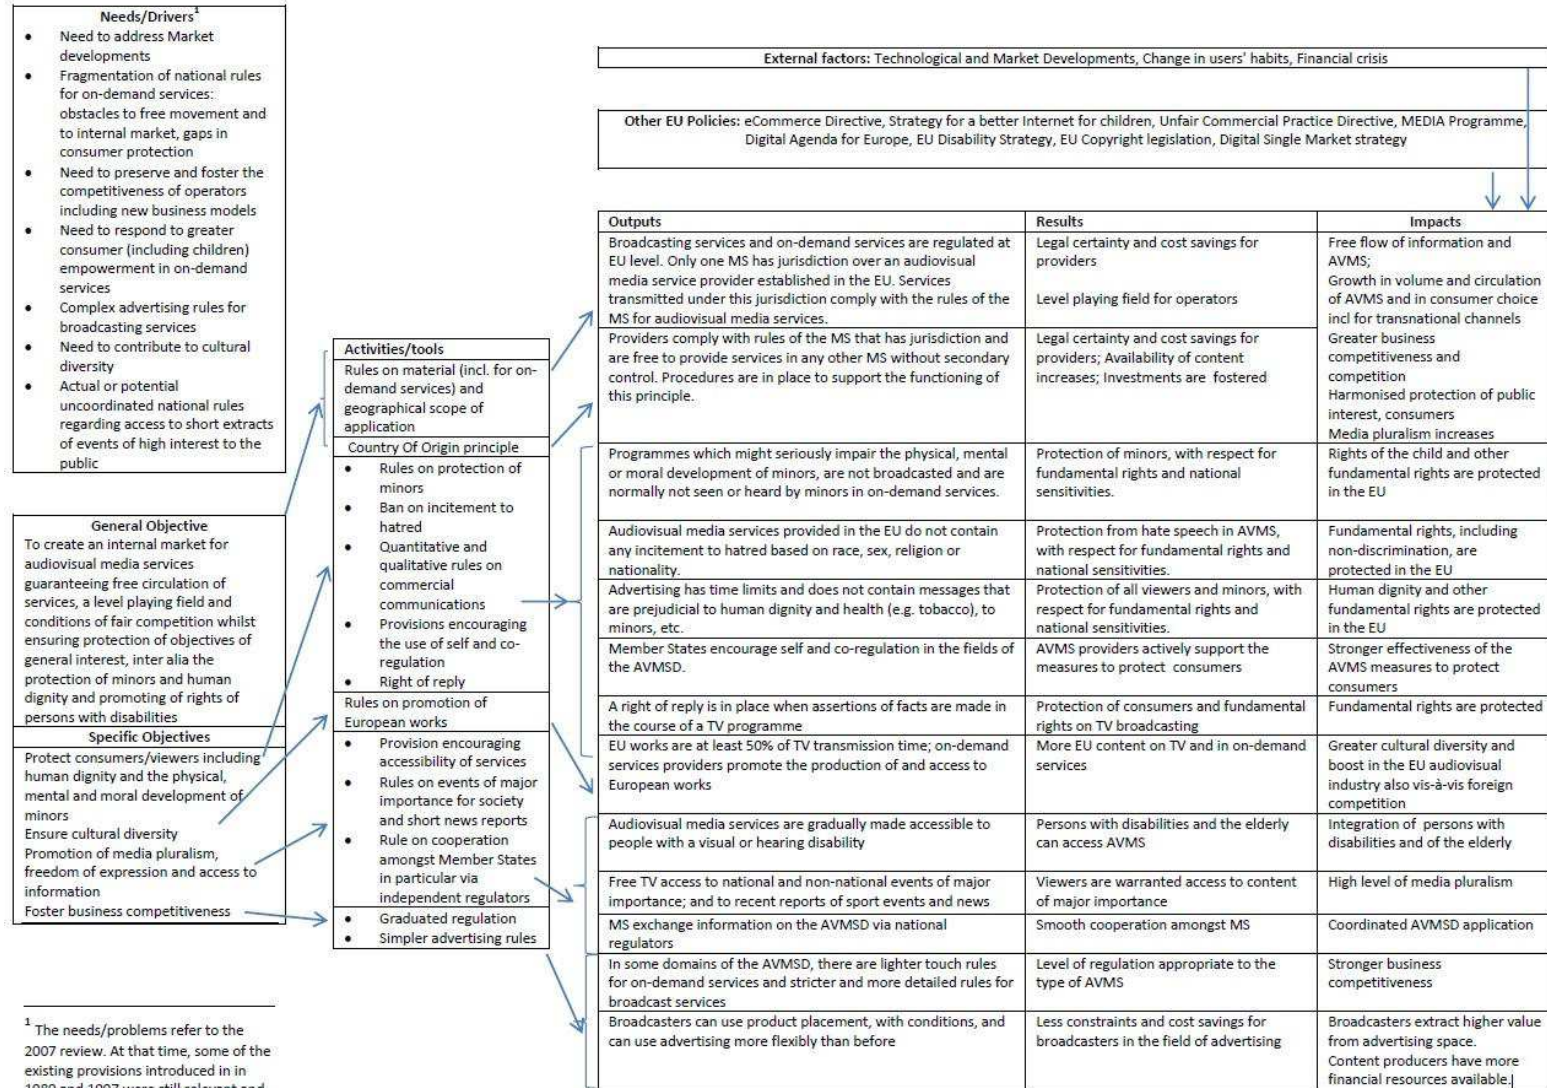 Needs/Drivers1
• Need to address Market
developments
• Fragmentation of national rules
for on-demand services:
obstacles to free movement and
to internal market, gaps in
consumer protection
• Need to preserve and foster the
competitiveness of operators
including new business models
• Need to respond to greater
consumer (including children)
empowerment in on-demand
services
• Complex advertising rules for
broadcasting services
• Need to contribute to cultural
diversity
• Actual or potential
uncoordinated national rules
regarding access to short extracts
of events of high interest to the
public
General Objective
To create an internal market for
audiovisual media services
guaranteeing free circulation of
services, a level playing field and
conditions of fair competition whilst
ensuring protection of objectives of
general interest, inter alia the
protection of minors and human
dignity and promoting of rights of
persons with disabilities
Specific Objectives
Protect consumers/viewers including
human dignity and the physical,
mental and moral development of
minors
Ensure cultural diversity
Promotion of media pluralism,
freedom of expression and access to
information
Foster business competitiveness
1 The needs/problems refer to the
2007 review. At that time, some of the
existing provisions introduced in in
1989 and 1997 were still relevant and
Activities/tools
Rules on material (incl. for on-
demand services) and
geographical scope of
application
Country Of Origin principle
• Rules on protection of
minors
• Ban on incitement to
hatred
• Quantitative and
qualitative rules on
commercial
communications
• Provisions encouraging
the use of self and co-
regulation
• Right of reply
Rules on promotion of
European works
• Provision encouraging
accessibility of services
• Rules on events of major
importance for society
and short news reports
• Rule on cooperation
amongst Member States
in particular via
independent regulators
• Graduated regulation
• Simpler advertising rules
External factors: Technological and Market Developments, Change in users' habits, Financial crisis
Other EU Policies: eCommerce Directive, Strategy for a better Internet for children, Unfair Commercial Practice Directive, MEDIA Programme,
Digital Agenda for Europe, EU Disability Strategy, EU Copyright legislation, Digital Single Market strategy
Outputs
Results
Impacts
Broadcasting services and on-demand services are regulated at
EU level. Only one MS has jurisdiction over an audiovisual
media service provider established in the EU. Services
transmitted under this jurisdiction comply with the rules of the
MS for audiovisual media services.
Legal certainty and cost savings for
providers
Level playing field for operators
Free flow of information and
AVMS;
Growth in volume and circulation
of AVMS and in consumer choice
incl for transnational channels
Greater business
competitiveness and
competition
Harmonised protection of public
interest, consumers
Media pluralism increases
Providers comply with rules of the MS that has jurisdiction and
are free to provide services in any other MS without secondary
control. Procedures are in place to support the functioning of
this principle.
Legal certainty and cost savings for
providers; Availability of content
increases; Investments are fostered
Programmes which might seriously impair the physical, mental
or moral development of minors, are not broadcasted and are
normally not seen or heard by minors in on-demand services.
Protection of minors, with respect for
fundamental rights and national
sensitivities.
Rights of the child and other
fundamental rights are protected
in the EU
Audiovisual media services provided in the EU do not contain
any incitement to hatred based on race, sex, religion or
nationality.
Protection from hate speech in AVMS,
with respect for fundamental rights and
national sensitivities.
Fundamental rights, including
non-discrimination, are
protected in the EU
Advertising has time limits and does not contain messages that
are prejudicial to human dignity and health (e.g. tobacco), to
minors, etc.
Protection of all viewers and minors, with
respect for fundamental rights and
national sensitivities.
Human dignity and other
fundamental rights are protected
in the EU
Member States encourage self and co-regulation in the fields of
the AVMSD.
AVMS providers actively support the
measures to protect consumers
Stronger effectiveness of the
AVMS measures to protect
consumers
A right of reply is in place when assertions of facts are made in
the course of a TV programme
Protection of consumers and fundamental
rights on TV broadcasting
Fundamental rights are protected
EU works are at least 50% of TV transmission time; on-demand
services providers promote the production of and access to
European works
More EU content on TV and in on-demand
services
Greater cultural diversity and
boost in the EU audiovisual
industry also vis-à-vis foreign
competition
Audiovisual media services are gradually made accessible to
people with a visual or hearing disability
Persons with disabilities and the elderly
can access AVMS
Integration of persons with
disabilities and of the elderly
Free TV access to national and non-national events of major
importance; and to recent reports of sport events and news
Viewers are warranted access to content
of major importance
High level of media pluralism
MS exchange information on the AVMSD via national
regulators
Smooth cooperation amongst MS
Coordinated AVMSD application
In some domains of the AVMSD, there are lighter touch rules
for on-demand services and stricter and more detailed rules for
broadcast services
Level of regulation appropriate to the
type of AVMS
Stronger business
competitiveness
Broadcasters can use product placement, with conditions, and
can use advertising more flexibly than before
Less constraints and cost savings for
broadcasters in the field of advertising
Broadcasters extract higher value
from advertising space.
Content producers have more
financial resources available.